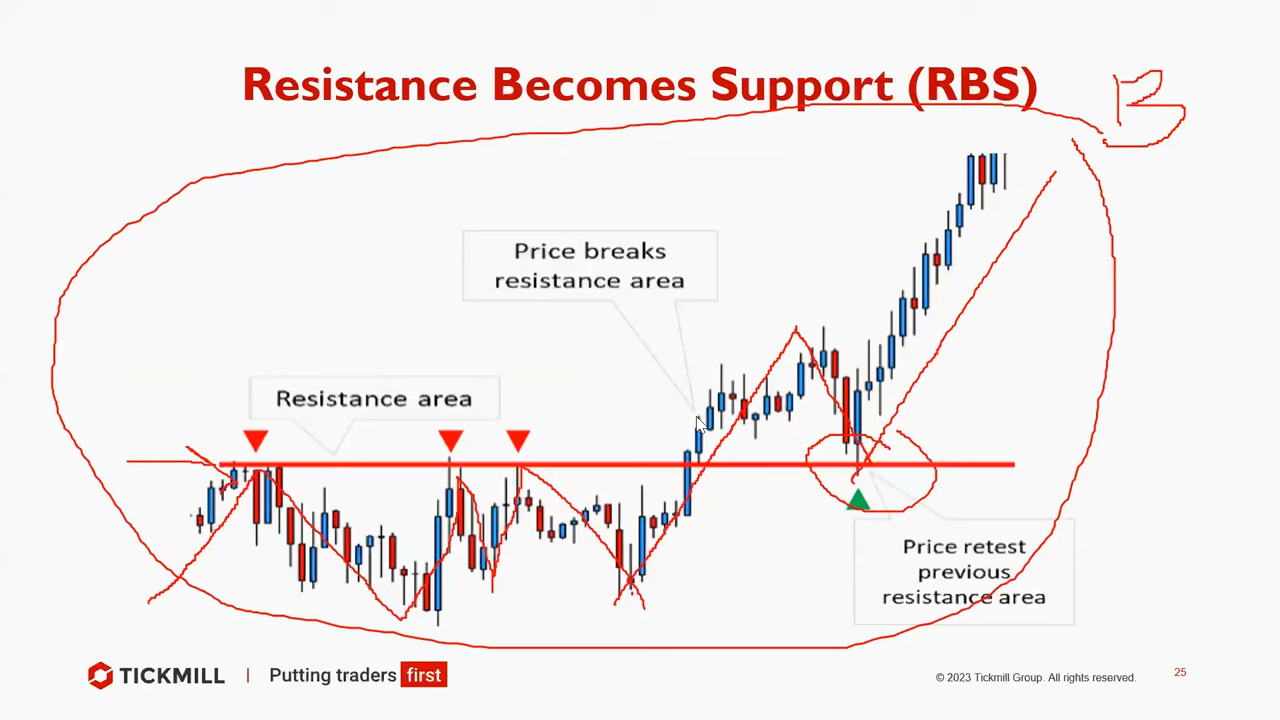 Resistance Becomes Support (RBS)
B
Price breaks
resistance area
Resistance area
Price retest
previous
resistance area
TICKMILL | Putting traders first
© 2023 Tickmill Group. All rights reserved.
25